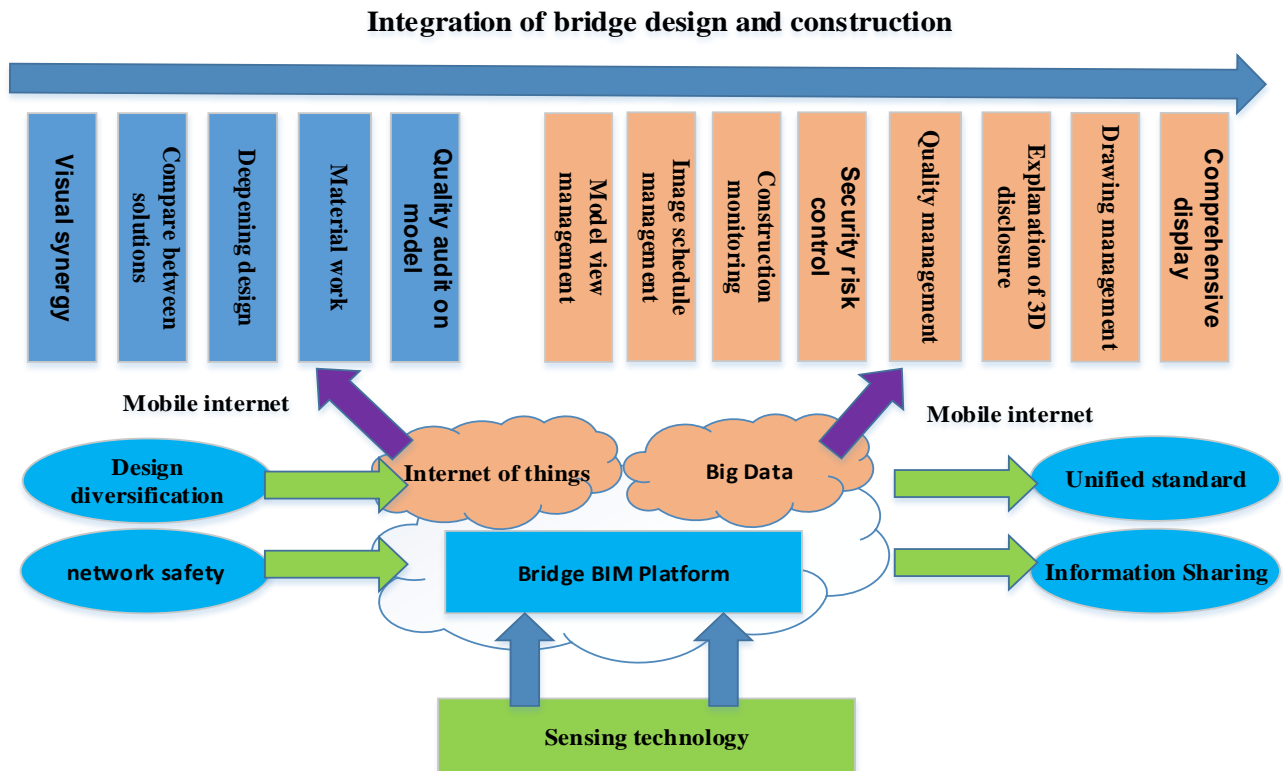 Integration of bridge design and construction
Visual synergy
Compare between
solutions
Deepening design
Material work
Quality audit on
model
Model view
management
Image schedule
management
Construction
monitoring
Security risk
control
Quality management
Explanation of 3D
disclosure
Drawing management
Comprehensive
display
Mobile internet
Mobile internet
Design
diversification
Internet of things
Big Data
Unified standard
network safety
Bridge BIM Platform
Information Sharing
Sensing technology